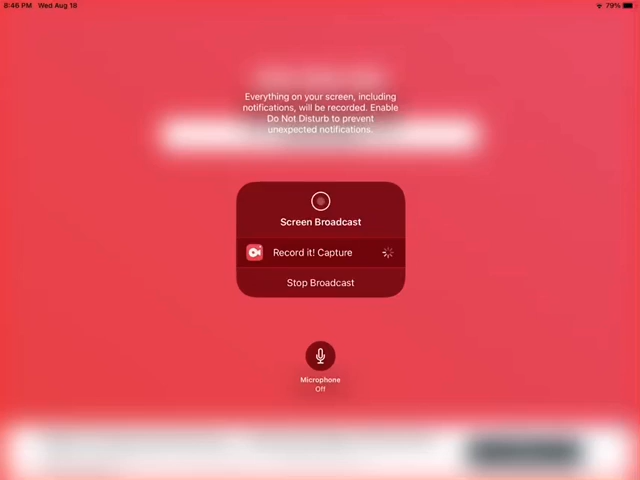 8:46 PM Wed Aug 18
79%
Everything on your screen, including
notifications, will be recorded. Enable
Do Not Disturb to prevent
unexpected notifications.
Screen Broadcast
Record it! Capture
Stop Broadcast
Microphone
Off